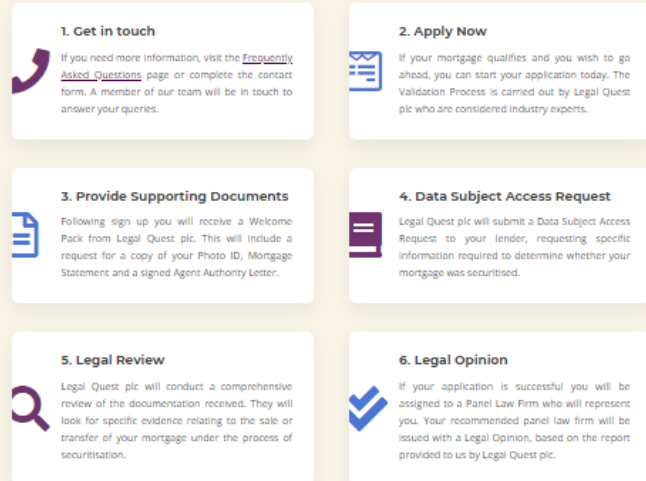 1. Get in touch
If you need more information, visit the Frequently
Asked Questions page or complete the contact
form. A member of our team will be in touch to
answer your queries.
2. Apply Now
If your mortgage qualifies and you wish to go
ahead, you can start your application today. The
Validation Process is carried out by Legal Quest
plc who are considered industry experts.
3. Provide Supporting Documents
Following sign up you will receive a Welcome
Pack from Legal Quest plc. This will include a
request for a copy of your Photo ID, Mortgage
Statement and a signed Agent Authority Letter.
4. Data Subject Access Request
Legal Quest plc will submit a Data Subject Access
Request to your lender, requesting specific
information required to determine whether your
mortgage was securitised.
5. Legal Review
Legal Quest plc will conduct a comprehensive
review of the documentation received. They will
look for specific evidence relating to the sale or
transfer of your mortgage under the process of
securitisation.
6. Legal Opinion
If your application is successful you will be
assigned to a Panel Law Firm who will represent
you. Your recommended panel law firm will be
issued with a Legal Opinion, based on the report
provided to us by Legal Quest plc.